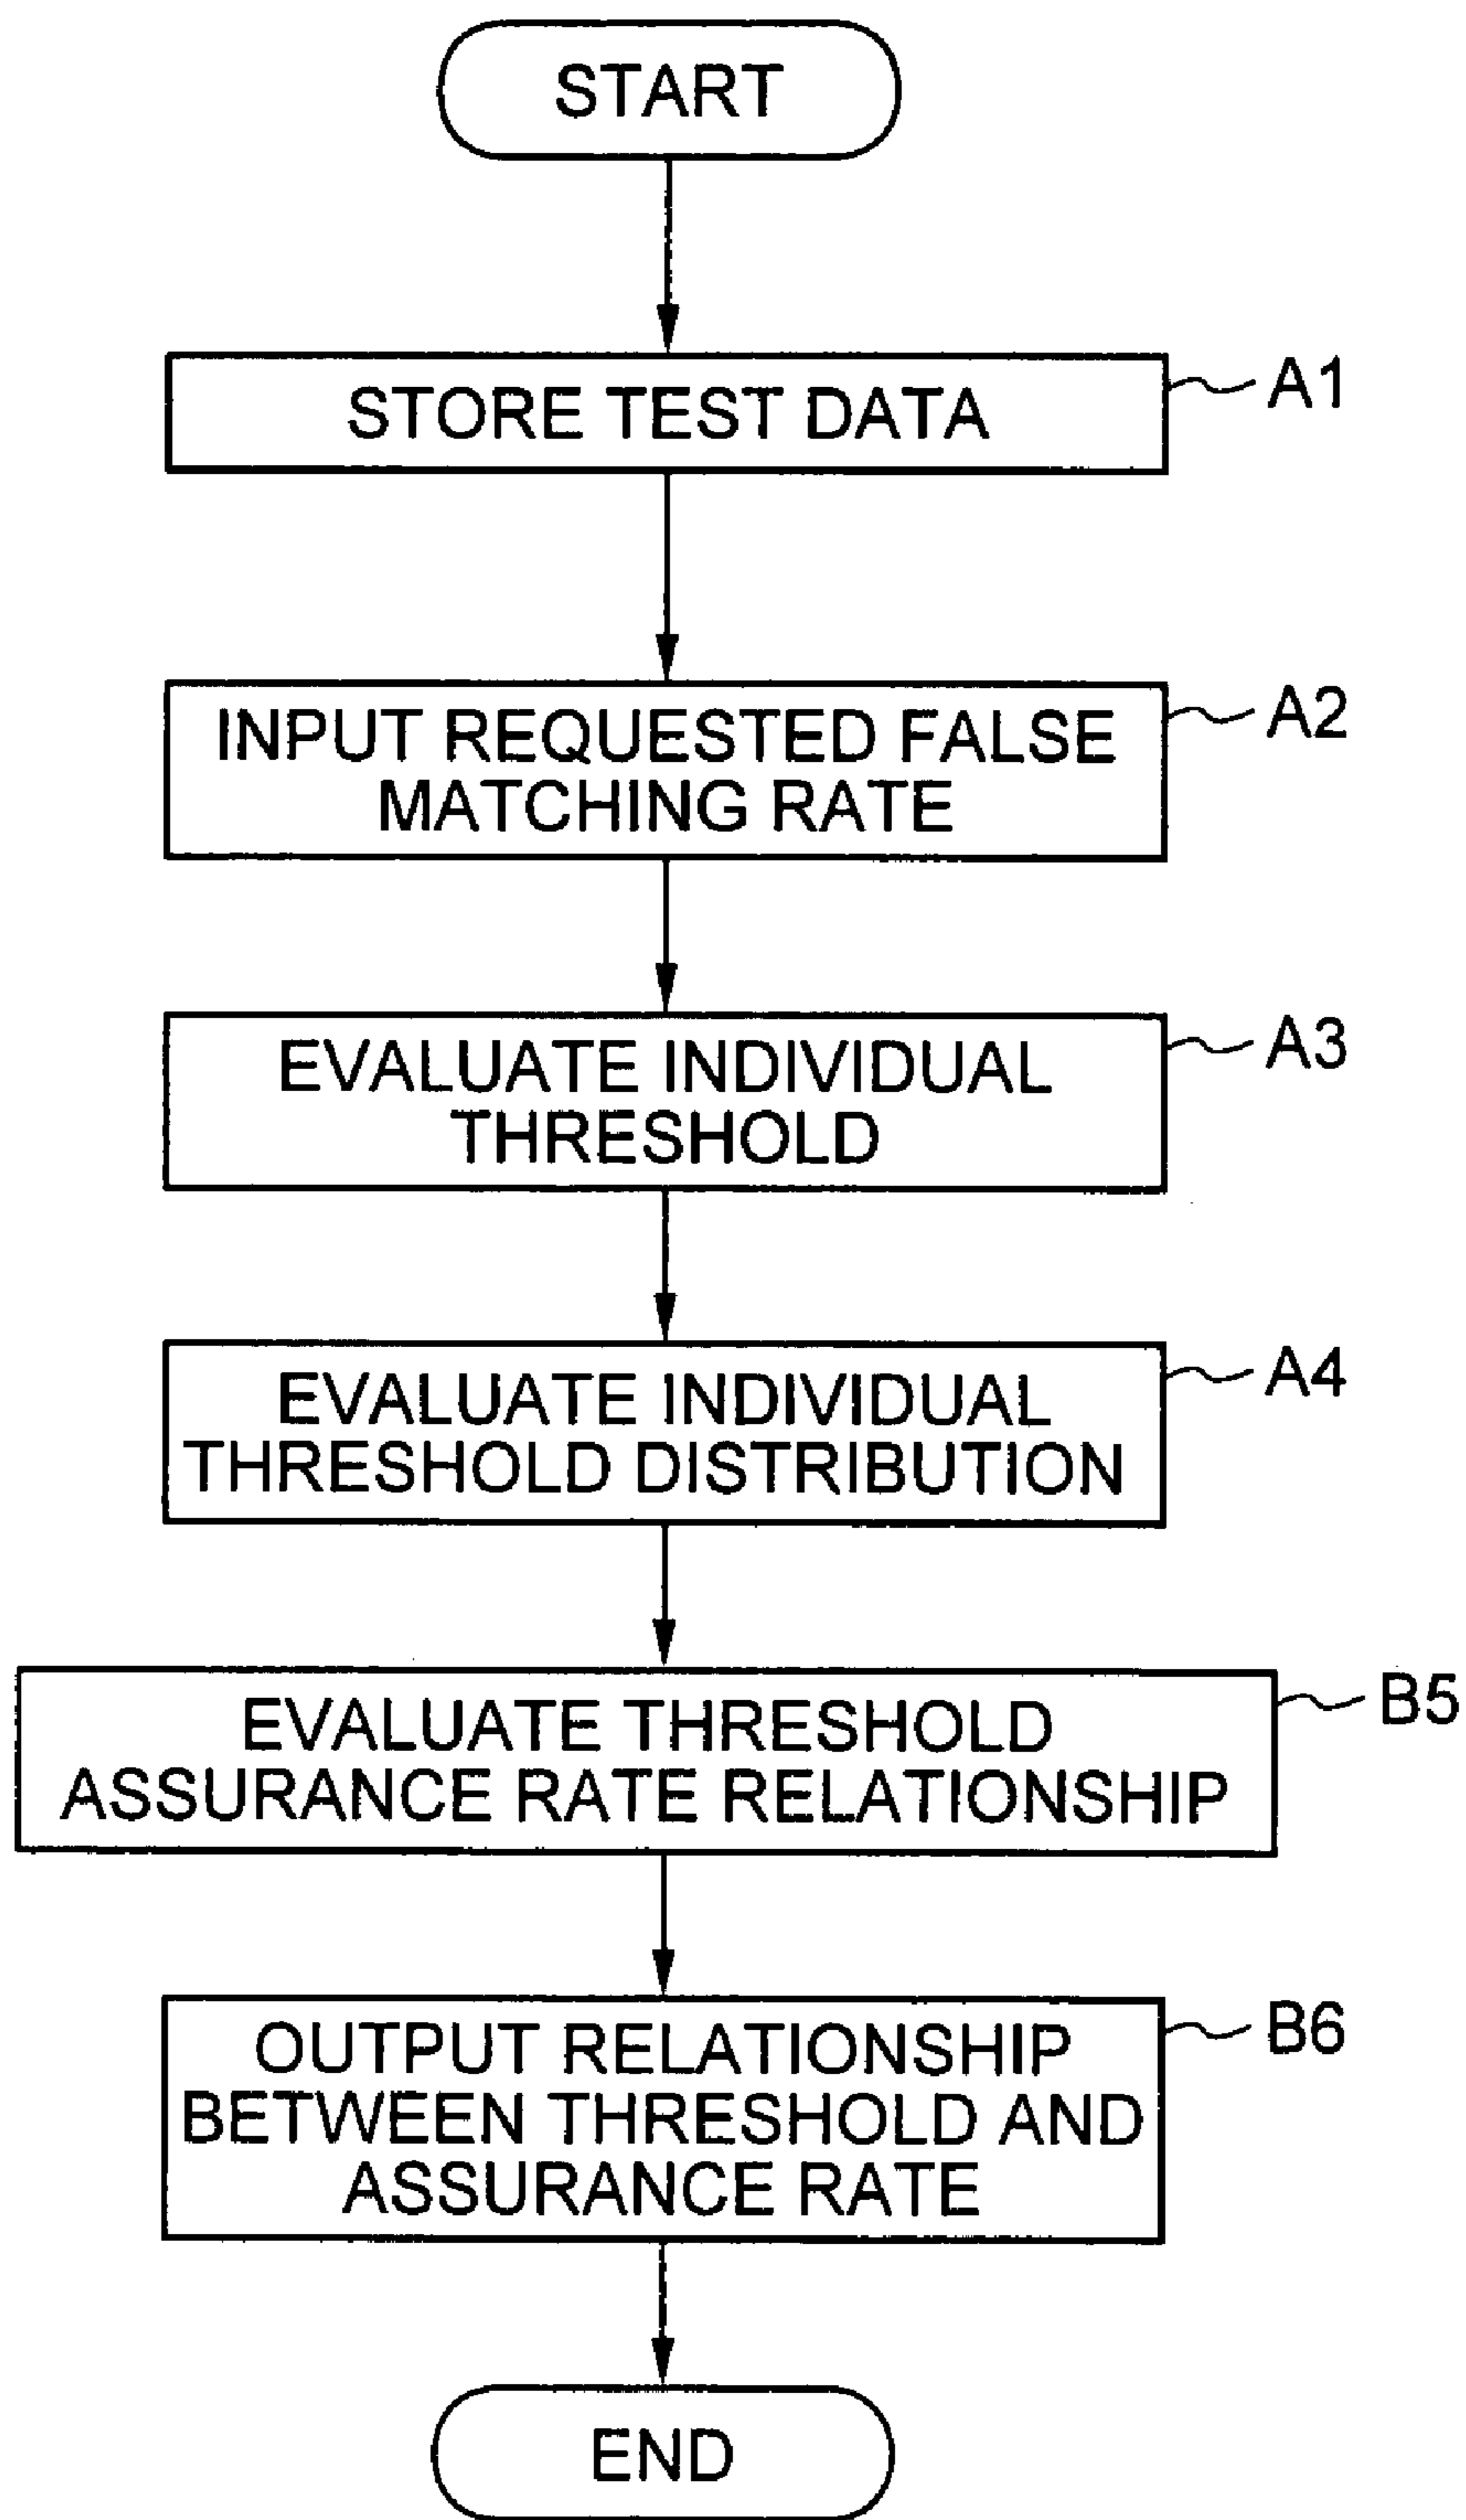 START
STORE TEST DATA
A1
INPUT REQUESTED FALSE
MATCHING RATE
A2
EVALUATE INDIVIDUAL
THRESHOLD
A3
EVALUATE INDIVIDUAL
THRESHOLD DISTRIBUTION
A4
EVALUATE THRESHOLD
ASSURANCE RATE RELATIONSHIP
B5
OUTPUT RELATIONSHIP
BETWEEN THRESHOLD AND
ASSURANCE RATE
B6
END